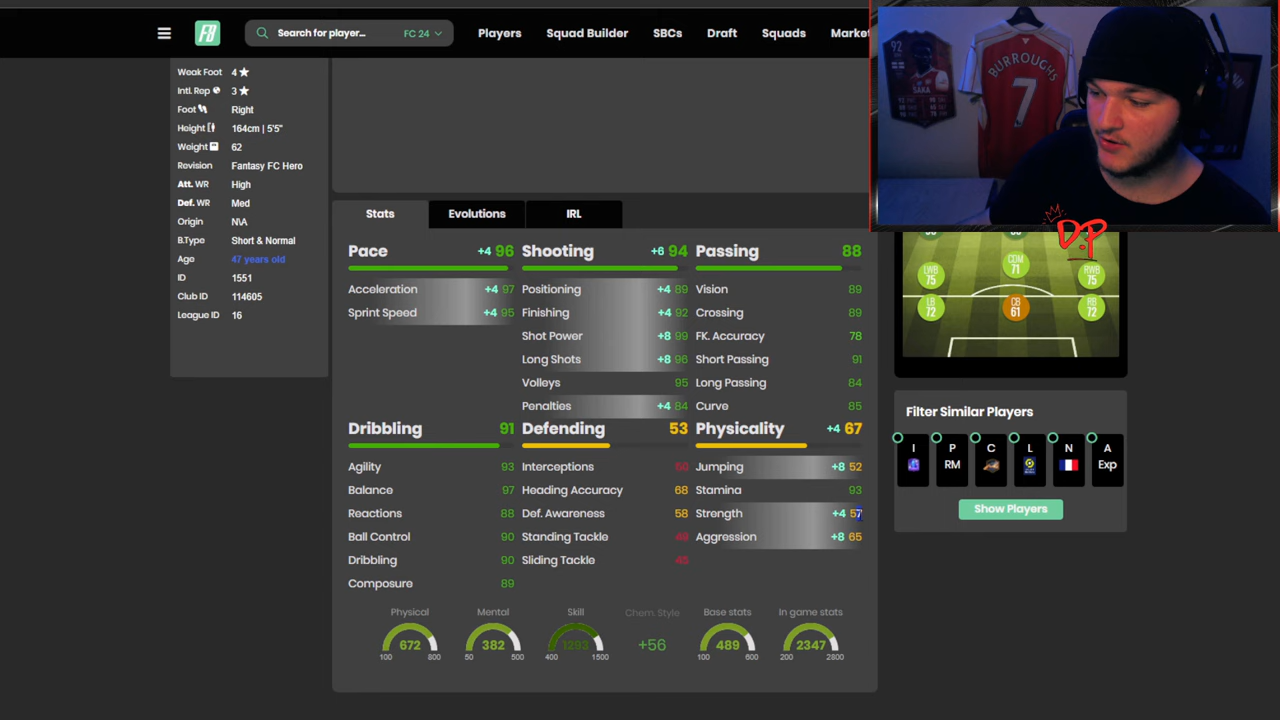 F8
Search for player...
FC 24
Players
Squad Builder
SBCs
Draft
Squads
Market
Weak Foot 4
Intl. Rep 3
Foot Right
Height 164cm | 5'5"
Weight 62
Revision Fantasy FC Hero
Att. WR High
Def. WR Med
Origin N\A
B.Type Short & Normal
Age 47 years old
ID 1551
Club ID 114605
League ID 16
Stats
Evolutions
IRL
Pace +4 96
Acceleration +4 97
Sprint Speed +4 95
Shooting +6 94
Positioning +4 89
Finishing +4 92
Shot Power +8 99
Long Shots +8 96
Volleys 95
Penalties +4 84
Passing 88
Vision 89
Crossing 89
FK. Accuracy 78
Short Passing 91
Long Passing 84
Curve 85
Dribbling 91
Agility 93
Balance 97
Reactions 88
Ball Control 90
Dribbling 90
Composure 89
Defending 53
Interceptions
Heading Accuracy 68
Def. Awareness 58
Standing Tackle
Sliding Tackle 45
Physicality +4 67
Jumping +8 52
Stamina 93
Strength +4 57
Aggression +8 65
Physical
672
100 800
Mental
382
50 500
Skill
1293
400 1500
Chem. Style
+56
Base stats
489
100 600
In game stats
2347
200 2800
92
SAKA
BURROUGHS
7
D.P
LWB
75
CDM
71
RWB
75
LB
72
CB
61
RB
72
Filter Similar Players
I
P
RM
C
L
N
A
Exp
Show Players